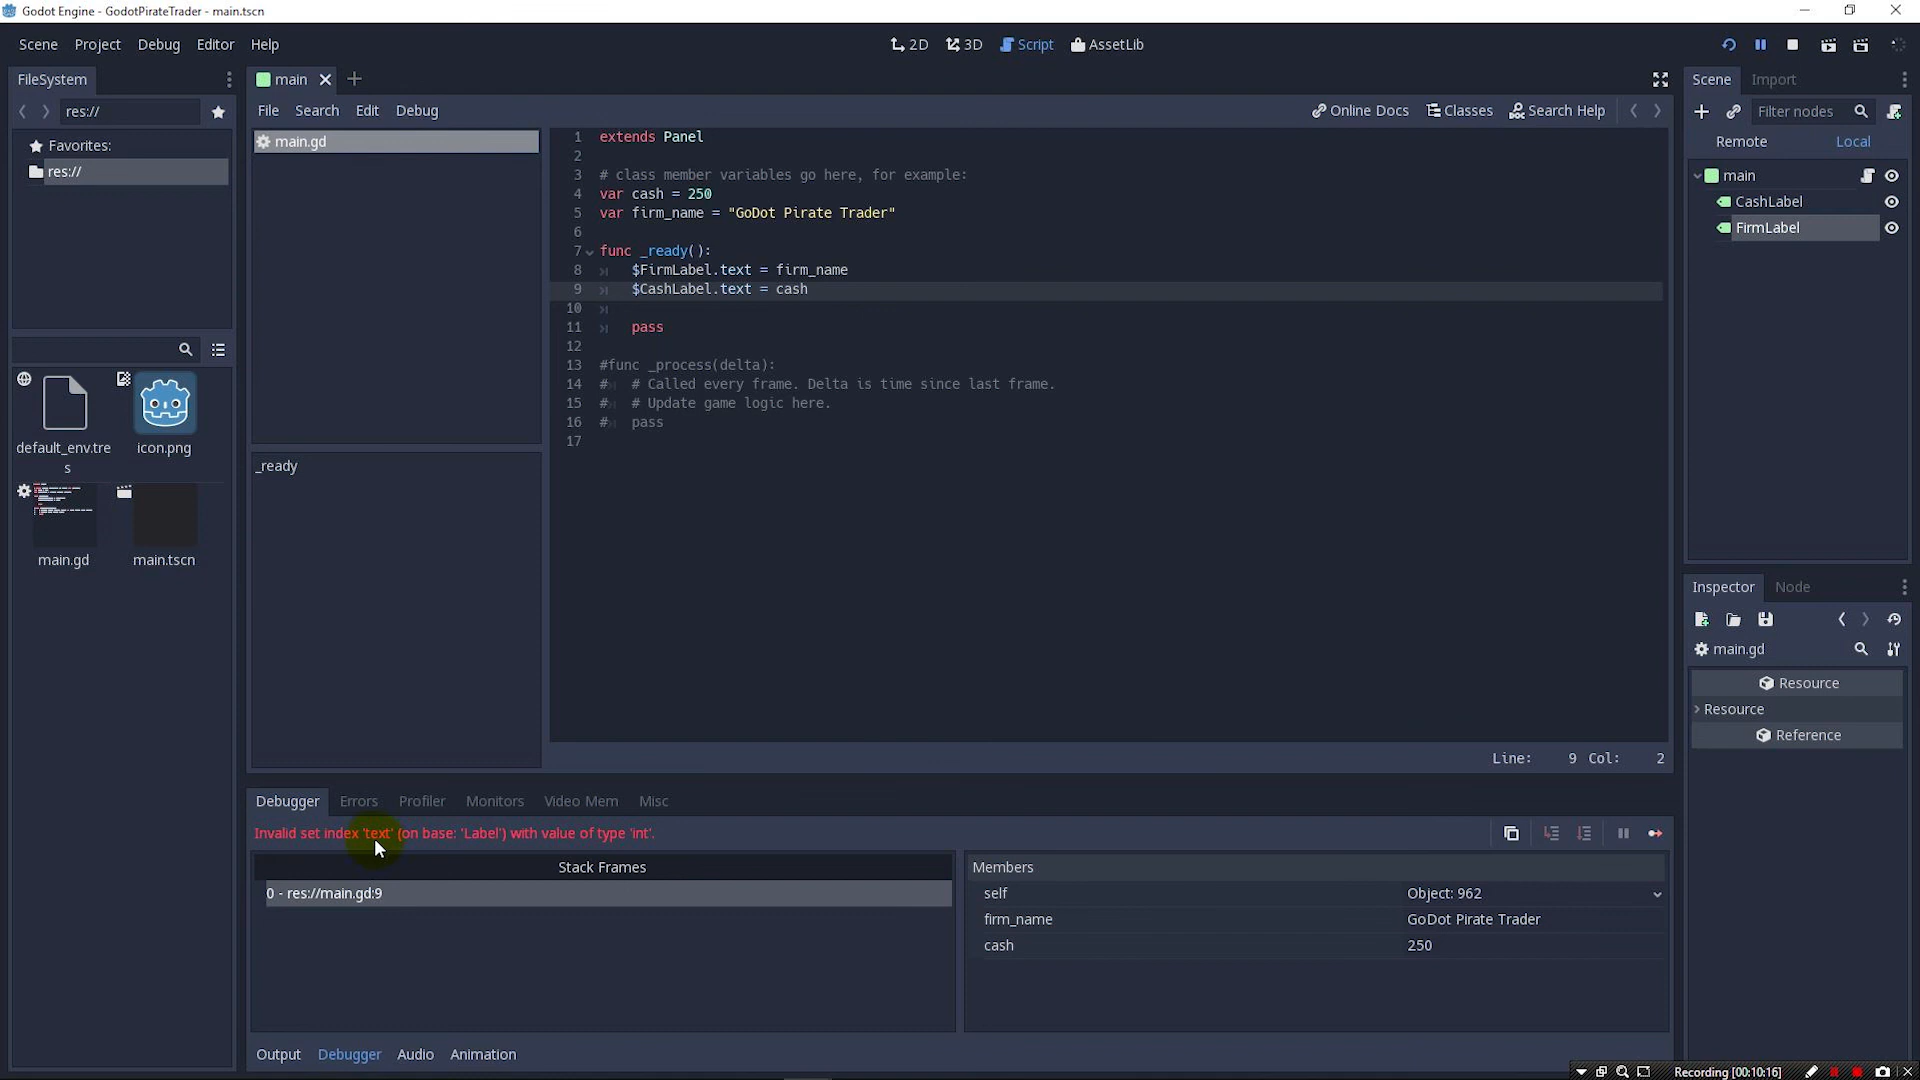 Godot Engine - GodotPirateTrader - main.tscn
Scene Project Debug Editor Help
2D 3D Script AssetLib
FileSystem
main
Scene Import
res://
File Search Edit Debug
Online Docs Classes Search Help
Filter nodes
Favorites:
res://
Remote Local
main
CashLabel
FirmLabel
main.gd
1 extends Panel
2
3 # class member variables go here, for example:
4 var cash = 250
5 var firm_name = "GoDot Pirate Trader"
6
7 func _ready():
8 $FirmLabel.text = firm_name
9 $CashLabel.text = cash
10
11 pass
12
13 #func _process(delta):
14 # # Called every frame. Delta is time since last frame.
15 # # Update game logic here.
16 # pass
17
default_env.tre
s
icon.png
_ready
main.gd
main.tscn
Inspector Node
main.gd
Resource
Resource
Reference
Line: 9 Col: 2
Debugger Errors Profiler Monitors Video Mem Misc
Invalid set index 'text' (on base: 'Label') with value of type 'int'.
Stack Frames
0 - res://main.gd:9
Members
self Object: 962
firm_name GoDot Pirate Trader
cash 250
Output Debugger Audio Animation
Recording [00:10:16]